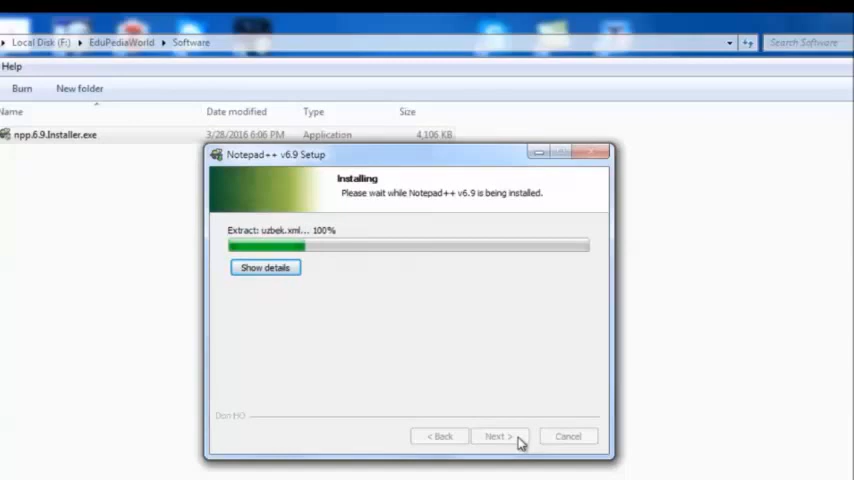 Local Disk (F:) EduPediaWorld Software Search Software
Help
Burn New folder
Name Date modified Type Size
npp.6.9.Installer.exe 3/28/2016 6:06 PM Application 4,106 KB
Notepad++ v6.9 Setup
Installing
Please wait while Notepad++ v6.9 is being installed.
Extract: uzbek.xml... 100%
Show details
Don HO
< Back Next > Cancel